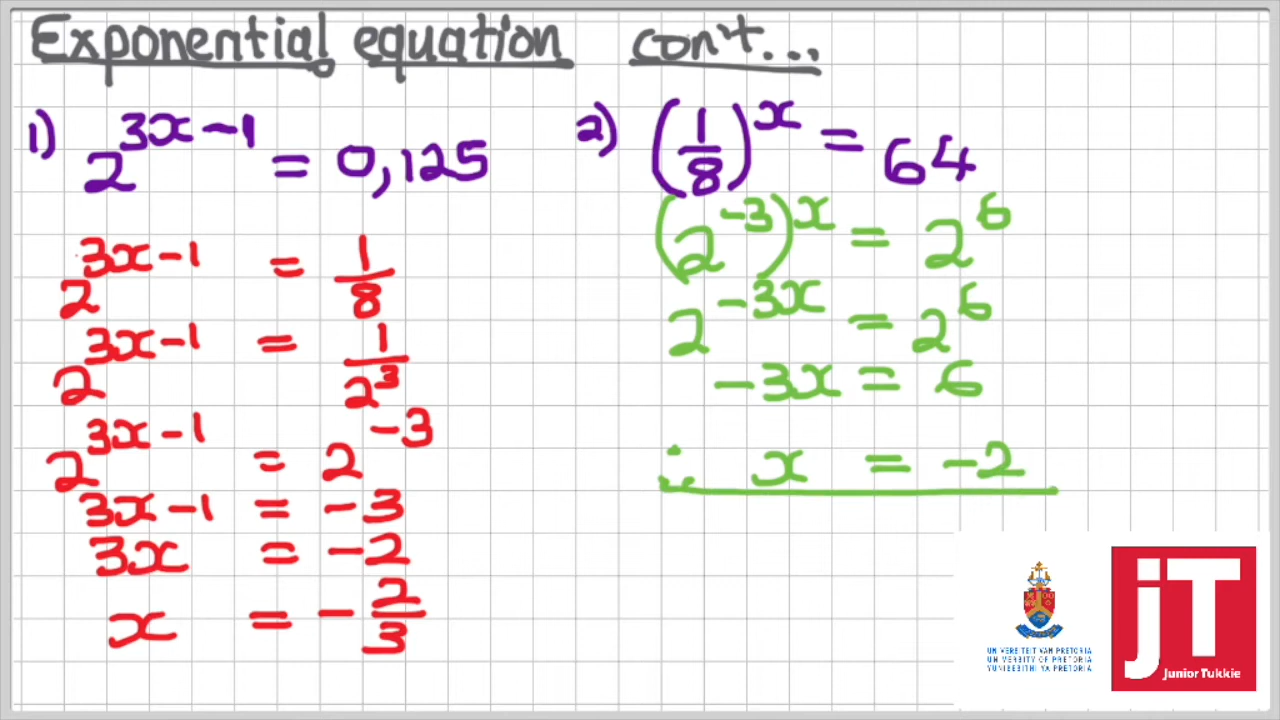 Exponential equation cont...
1) 2^(3x-1) = 0,125
2^(3x-1) = 1/8
2^(3x-1) = 1/2^3
2^(3x-1) = 2^(-3)
3x-1 = -3
3x = -2
x = -2/3
2) (1/8)^x = 64
(2^(-3))^x = 2^6
2^(-3x) = 2^6
-3x = 6
∴ x = -2
UNIVERSITEIT VAN PRETORIA
UNIVERSITY OF PRETORIA
YUNIBESITHI YA PRETORIA
jT
Junior Tukkie